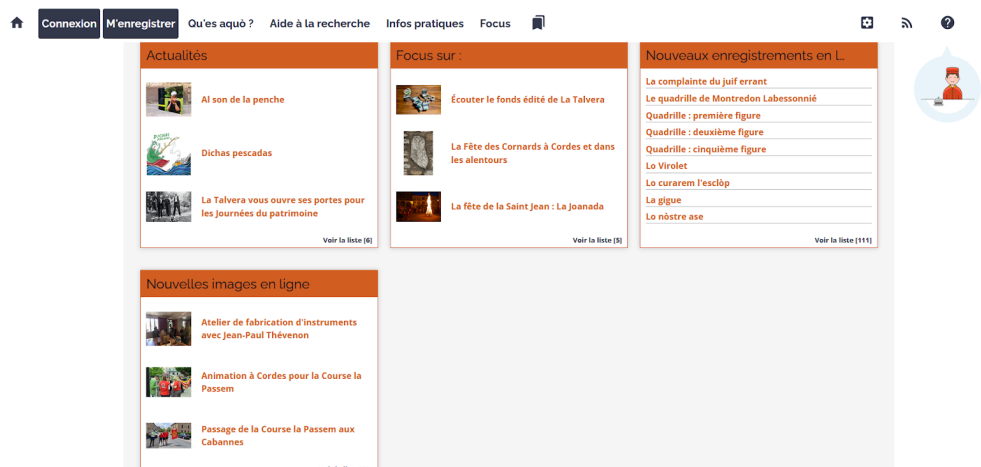 Connexion M'enregistrer Qu'es aquò ? Aide à la recherche Infos pratiques Focus
Actualités
Al son de la penche
Dichas pescadas
La Talvera vous ouvre ses portes pour
les Journées du patrimoine
Voir la liste [6]
Focus sur :
Écouter le fonds édité de La Talvera
La Fête des Cornards à Cordes et dans
les alentours
La fête de la Saint Jean : La Joanada
Voir la liste [5]
Nouveaux enregistrements en L..
La complainte du juif errant
Le quadrille de Montredon Labessonnié
Quadrille : première figure
Quadrille : deuxième figure
Quadrille : cinquième figure
Lo Virolet
Lo curarem l'esclòp
La gigue
Lo nòstre ase
Voir la liste [111]
Nouvelles images en ligne
Atelier de fabrication d'instruments
avec Jean-Paul Thévenon
Animation à Cordes pour la Course la
Passem
Passage de la Course la Passem aux
Cabannes